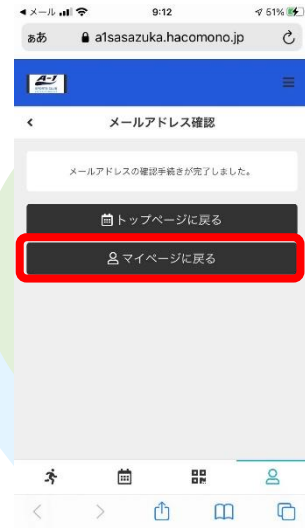 メール 9:12 51%
ああ a1sasazuka.hacomono.jp
A-1
SPORTS CLUB
メールアドレス確認
メールアドレスの確認手続きが完了しました。
トップページに戻る
マイページに戻る